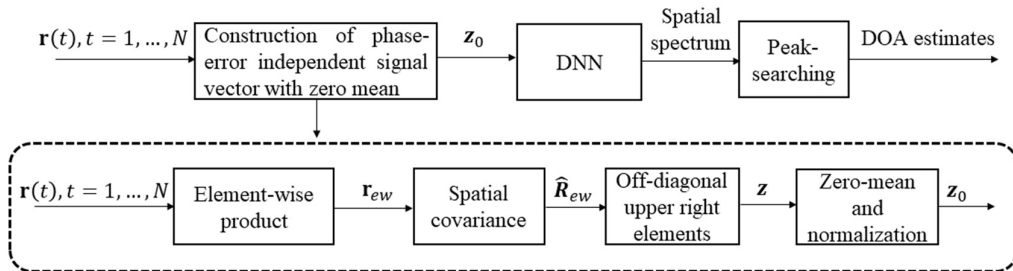 𝐫(𝑡), 𝑡 = 1, … , 𝑁
Construction of phase-
error independent signal
vector with zero mean
𝐳₀
DNN
Spatial
spectrum
Peak-
searching
DOA estimates
𝐫(𝑡), 𝑡 = 1, … , 𝑁
Element-wise
product
𝐫ₑw
Spatial
covariance
𝑹̂ₑw
Off-diagonal
upper right
elements
𝐳
Zero-mean
and
normalization
𝐳₀